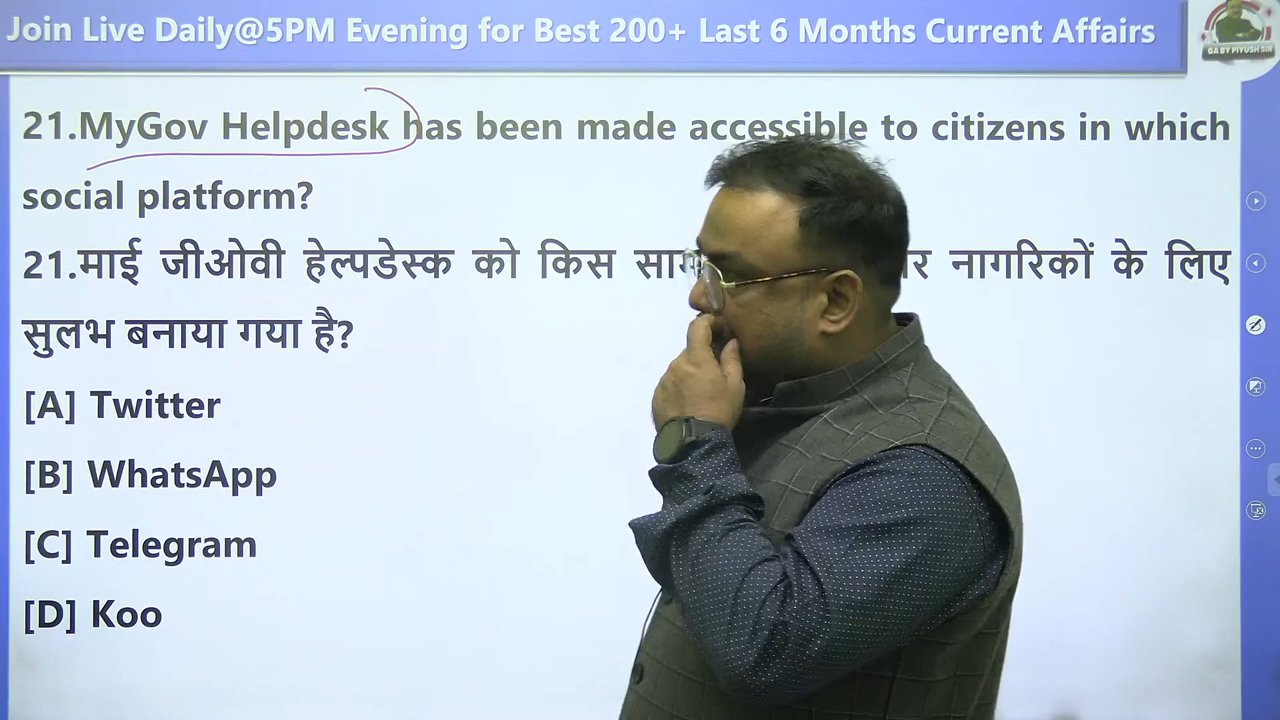 Join Live Daily@5PM Evening for Best 200+ Last 6 Months Current Affairs
GA BY PIYUSH SIR
21.MyGov Helpdesk has been made accessible to citizens in which
social platform?
21.माई जीओवी हेल्पडेस्क को किस नागरिकों के लिए
सुलभ बनाया गया है?
[A] Twitter
[B] WhatsApp
[C] Telegram
[D] Koo